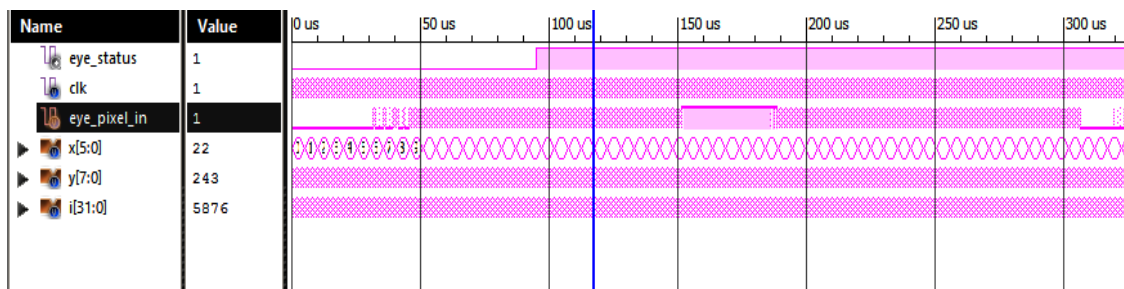 Name Value 0 us 50 us 100 us 150 us 200 us 250 us 300 us
eye_status 1
clk 1
eye_pixel_in 1
x[5:0] 22
y[7:0] 243
i[31:0] 5876